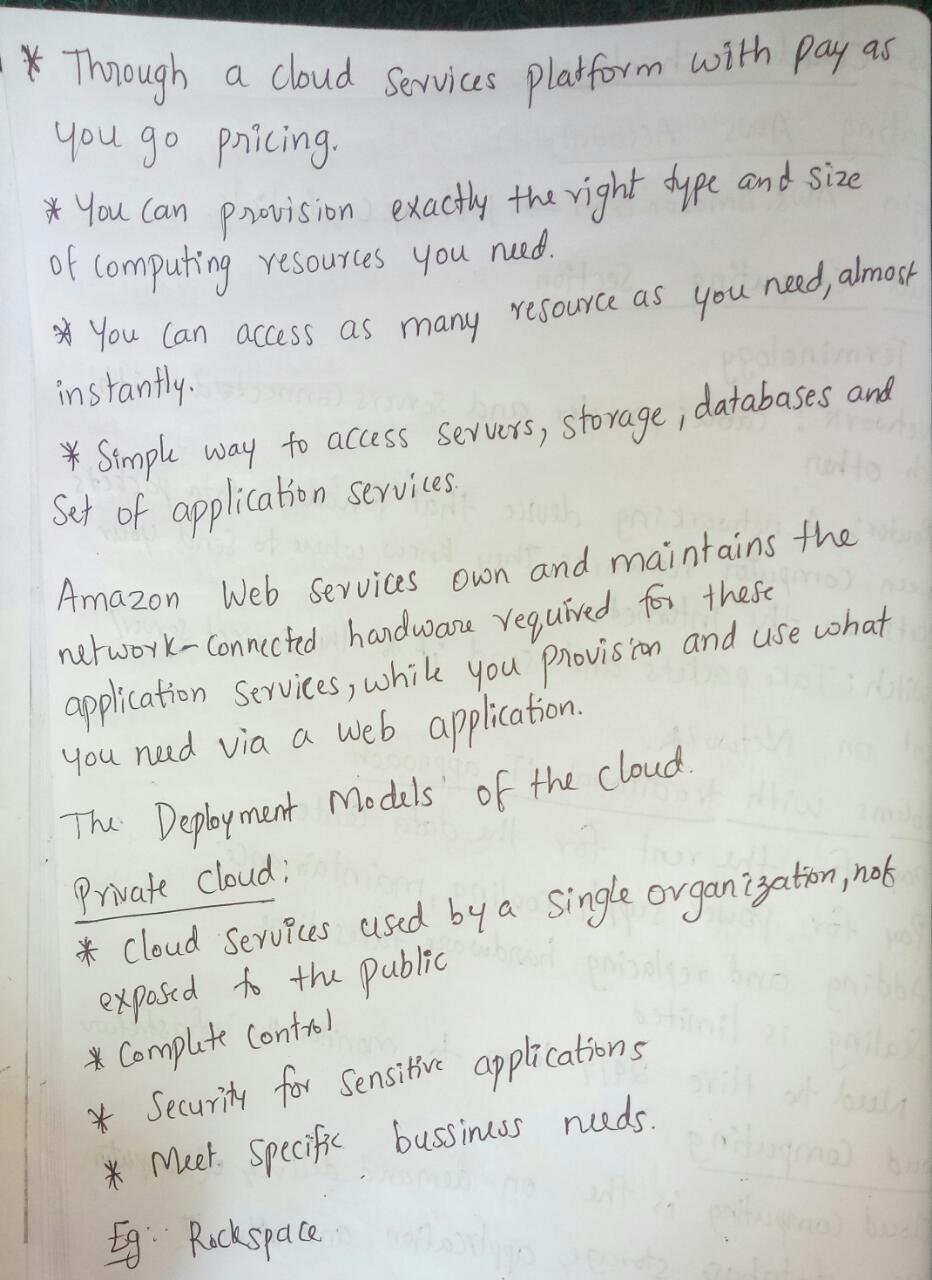 * Through a cloud services platform with pay as
you go pricing.
* You can provision exactly the right type and size
of computing resources you need.
* You can access as many resource as you need, almost
instantly.
* Simple way to access servers, storage, databases and
Set of application services.
Amazon Web services own and maintains the
network-connected hardware required for these
application services, while you provision and use what
you need via a web application.
The Deployment Models of the cloud.
Private cloud:
* Cloud services used by a single organization, not
exposed to the public
* Complete control
* Security for sensitive applications
* Meet specific bussiness needs.
Eg: Rackspace